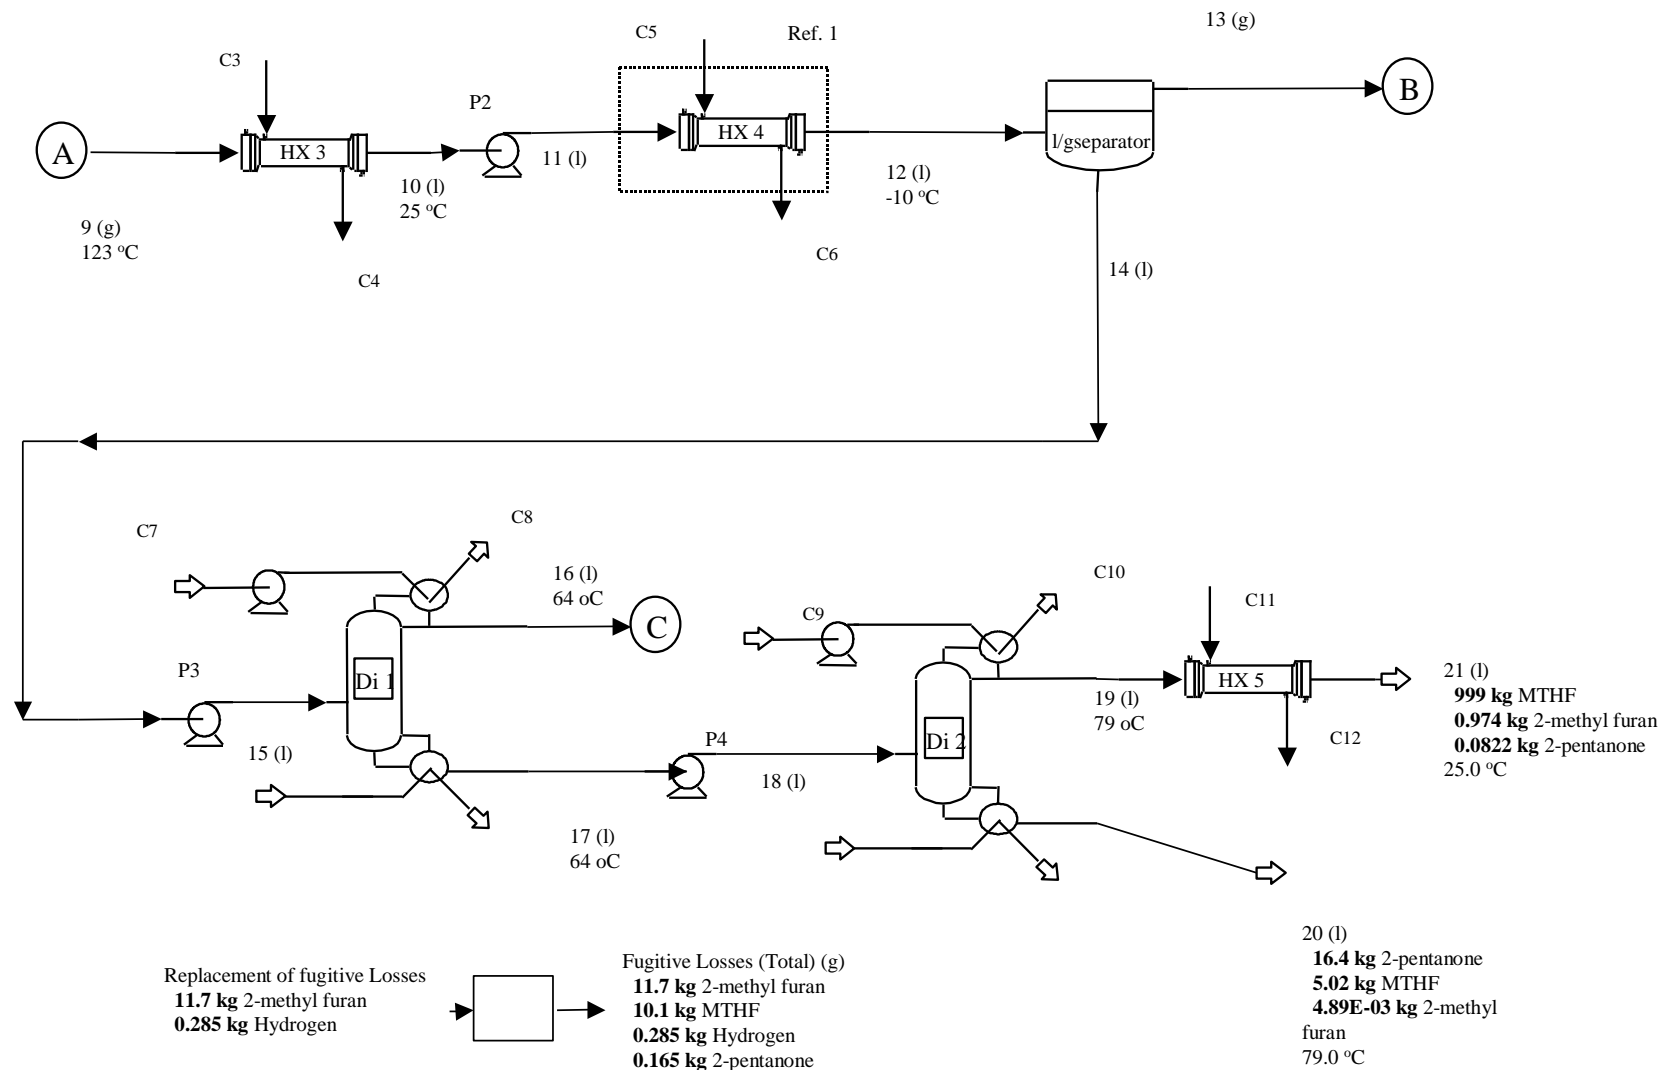 13 (g)
C5
Ref. 1
C3
P2
A
HX 3
HX 4
B
l/gseparator
11 (l)
10 (l)
25 °C
12 (l)
-10 °C
9 (g)
123 °C
C4
C6
14 (l)
C7
C8
16 (l)
64 oC
C
C10
C9
C11
P3
Di 1
HX 5
19 (l)
79 oC
21 (l)
999 kg MTHF
0.974 kg 2-methyl furan
0.0822 kg 2-pentanone
25.0 °C
C12
P4
Di 2
15 (l)
18 (l)
17 (l)
64 oC
20 (l)
16.4 kg 2-pentanone
5.02 kg MTHF
4.89E-03 kg 2-methyl
furan
79.0 °C
Replacement of fugitive Losses
11.7 kg 2-methyl furan
0.285 kg Hydrogen
Fugitive Losses (Total) (g)
11.7 kg 2-methyl furan
10.1 kg MTHF
0.285 kg Hydrogen
0.165 kg 2-pentanone